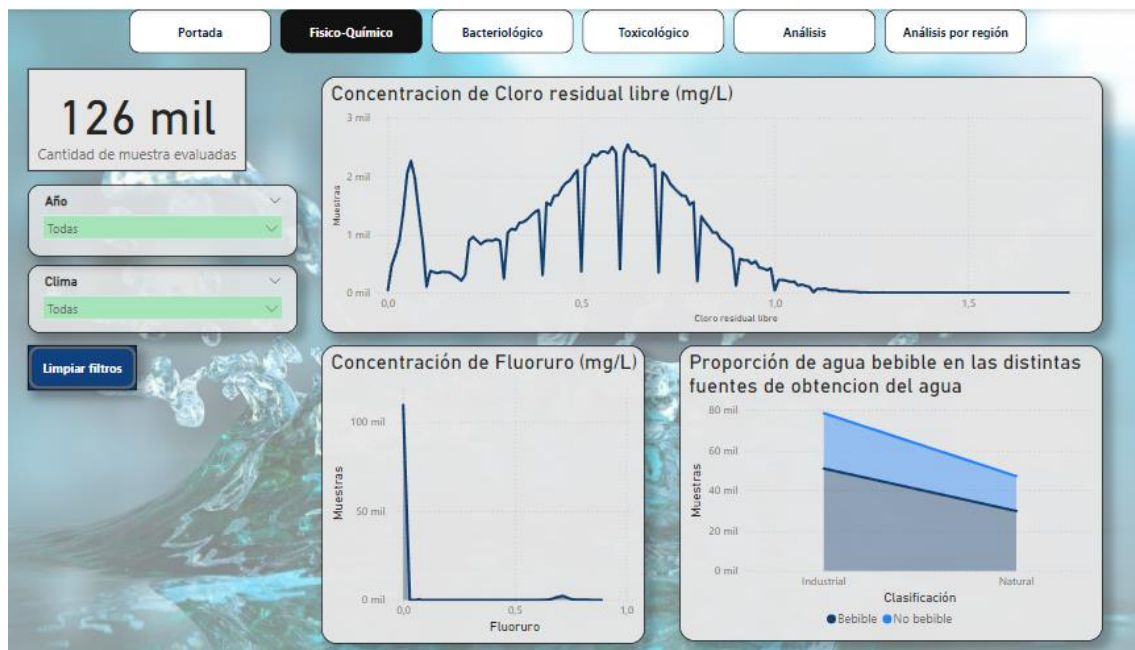 Portada
Fisico-Químico
Bacteriológico
Toxicológico
Análisis
Análisis por región
126 mil
Cantidad de muestra evaluadas
Año
Todas
Clima
Todas
Limpiar filtros
Concentracion de Cloro residual libre (mg/L)
3 mil
2 mil
1 mil
0 mil
Muestras
0,0
0,5
1,0
1,5
Cloro residual libre
Concentración de Fluoruro (mg/L)
100 mil
50 mil
0 mil
Muestras
0,0
0,5
1,0
Fluoruro
Proporción de agua bebible en las distintas
fuentes de obtencion del agua
80 mil
60 mil
40 mil
20 mil
0 mil
Muestras
Industrial
Natural
Clasificación
Bebible
No bebible